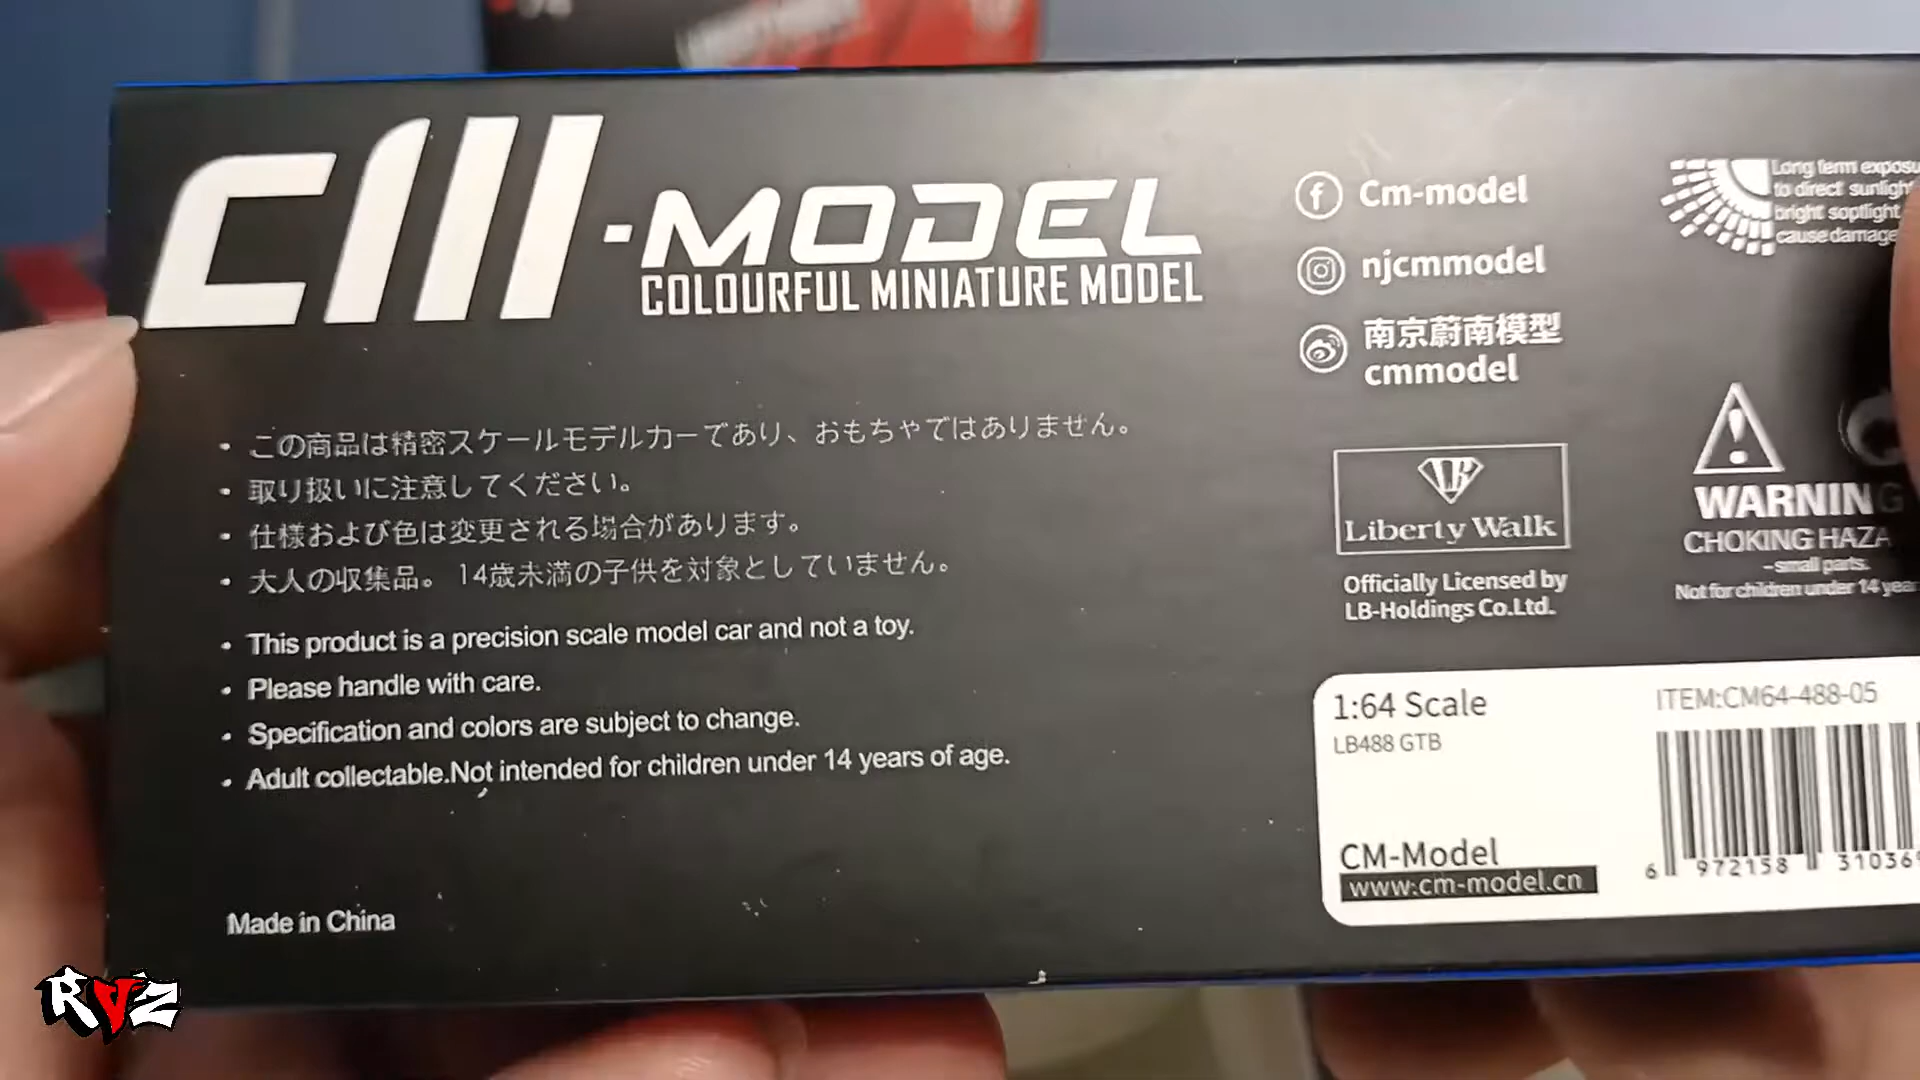 CM-MODEL
COLOURFUL MINIATURE MODEL
・この商品は精密スケールモデルカーであり、おもちゃではありません。
・取り扱いに注意してください。
・仕様および色は変更される場合があります。
・大人の収集品。 14歳未満の子供を対象としていません。
• This product is a precision scale model car and not a toy.
• Please handle with care.
• Specification and colors are subject to change.
• Adult collectable.Not intended for children under 14 years of age.
Made in China
Cm-model
njcmmodel
南京蔚南模型
cmmodel
LB
Liberty Walk
Officially Licensed by
LB-Holdings Co.Ltd.
Long term exposu
to direct sunlight
bright soptlight
cause damage
WARNING
CHOKING HAZA
-small parts.
Not for children under 14 year
1:64 Scale
LB488 GTB
ITEM:CM64-488-05
CM-Model
www.cm-model.cn
6 972158 31036
RAZ